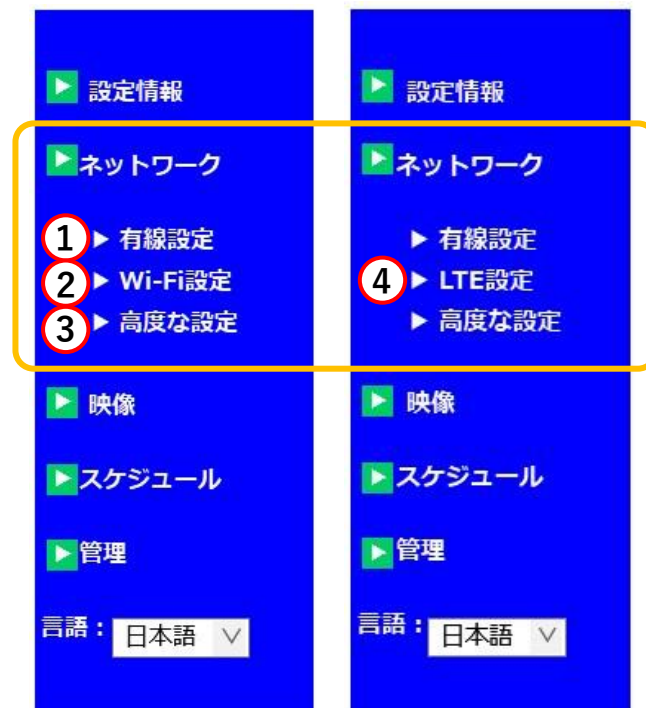 設定情報
ネットワーク
① ▶ 有線設定
② ▶ Wi-Fi設定
③ ▶ 高度な設定
映像
スケジュール
管理
言語： 日本語
設定情報
ネットワーク
▶ 有線設定
④ ▶ LTE設定
▶ 高度な設定
映像
スケジュール
管理
言語： 日本語